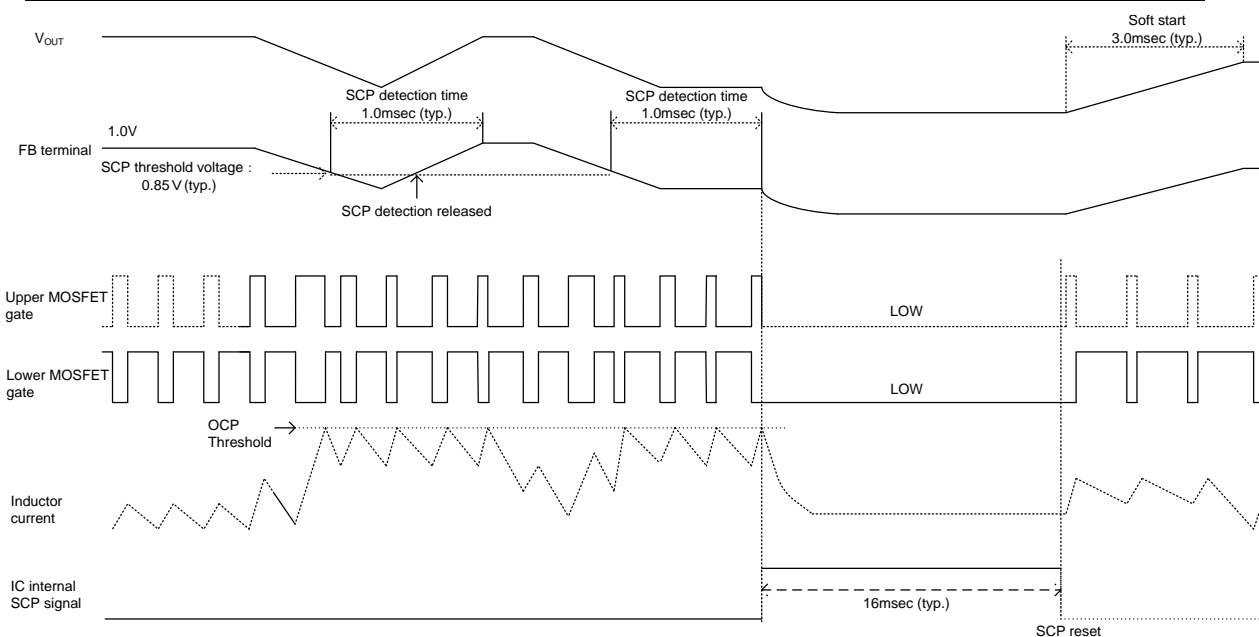 Soft start
3.0msec (typ.)
VOUT
SCP detection time
1.0msec (typ.)
SCP detection time
1.0msec (typ.)
1.0V
FB terminal
SCP threshold voltage :
0.85 V (typ.)
SCP detection released
Upper MOSFET
gate
LOW
Lower MOSFET
gate
LOW
OCP
Threshold
Inductor
current
IC internal
SCP signal
16msec (typ.)
SCP reset